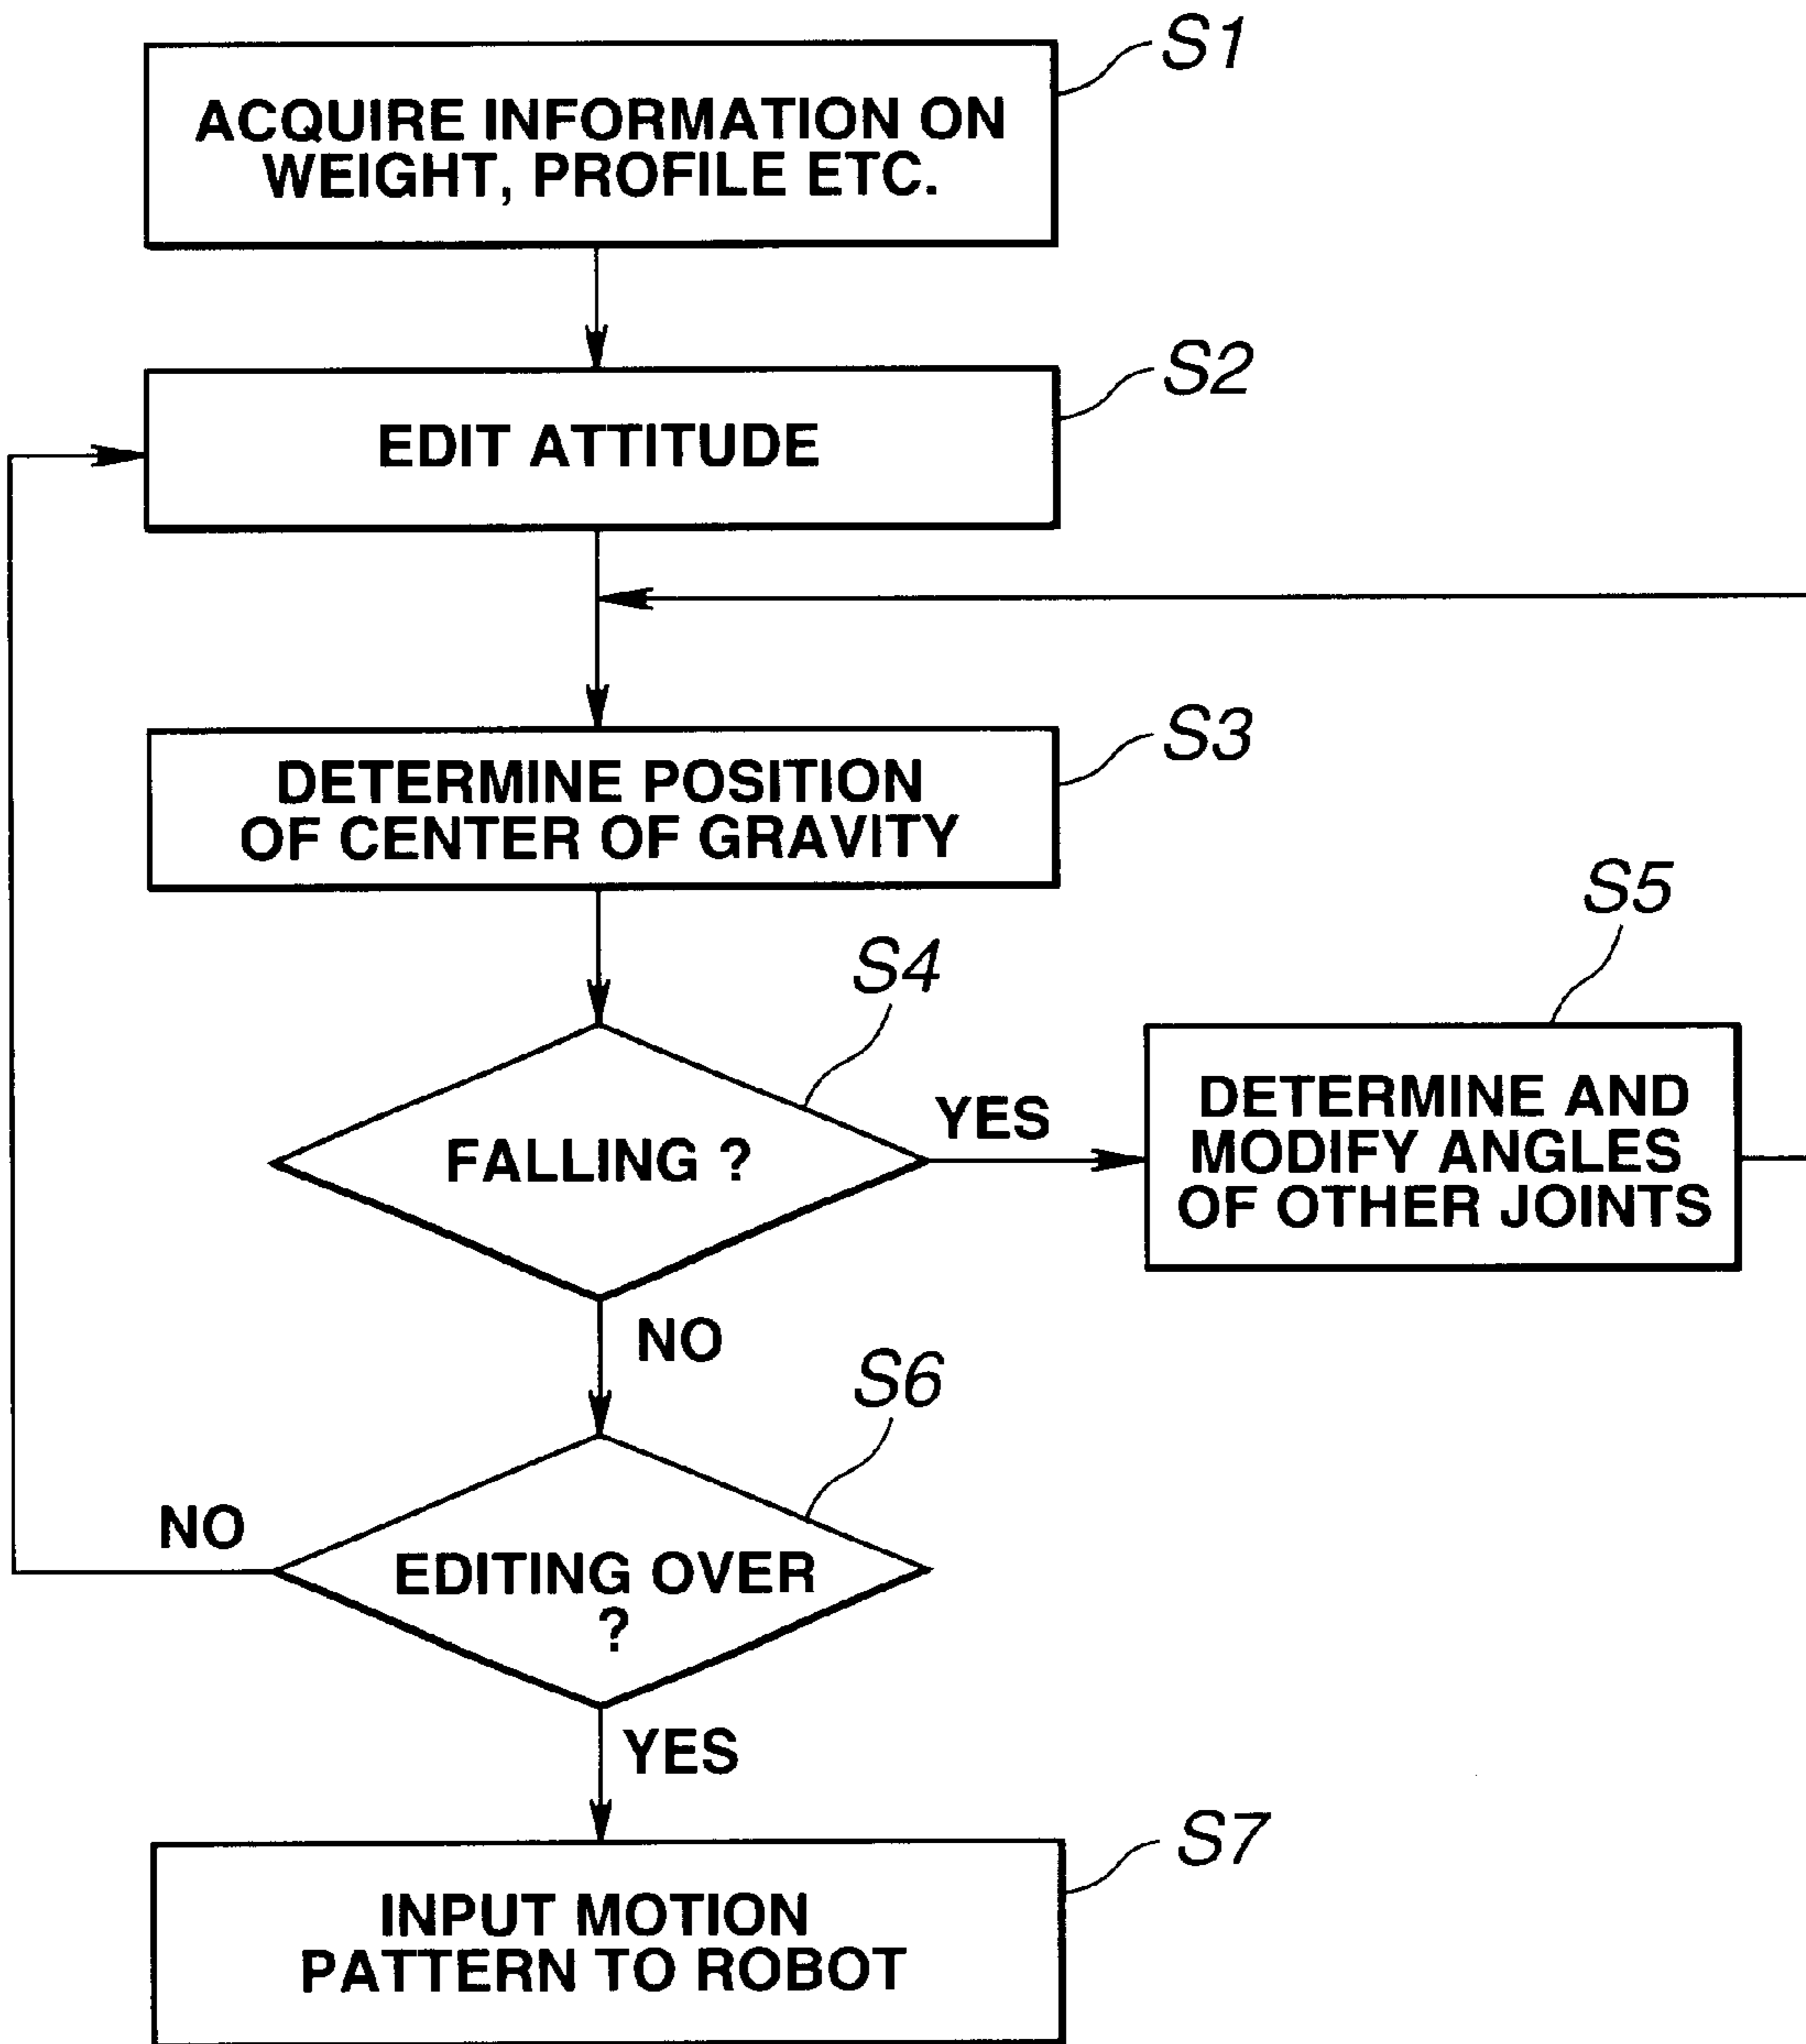 S1
ACQUIRE INFORMATION ON
WEIGHT, PROFILE ETC.
S2
EDIT ATTITUDE
S3
DETERMINE POSITION
OF CENTER OF GRAVITY
S4
FALLING ?
YES
S5
DETERMINE AND
MODIFY ANGLES
OF OTHER JOINTS
NO
S6
EDITING OVER
?
NO
YES
S7
INPUT MOTION
PATTERN TO ROBOT